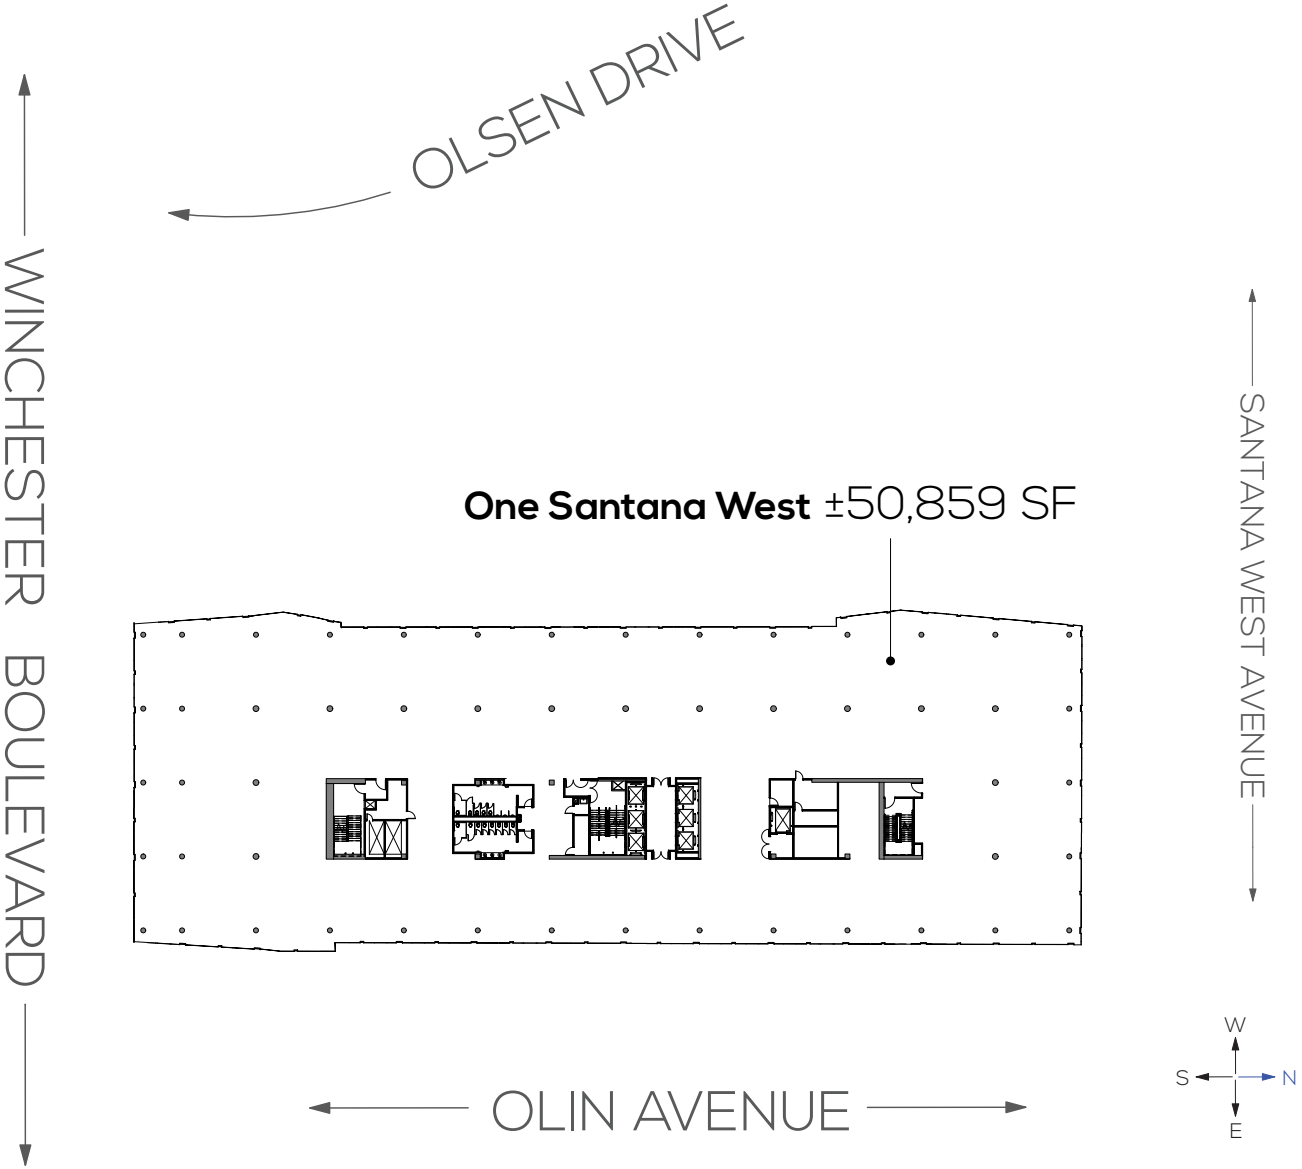 OLSEN DRIVE
WINCHESTER BOULEVARD
SANTANA WEST AVENUE
One Santana West ±50,859 SF
OLIN AVENUE
W
S N
E